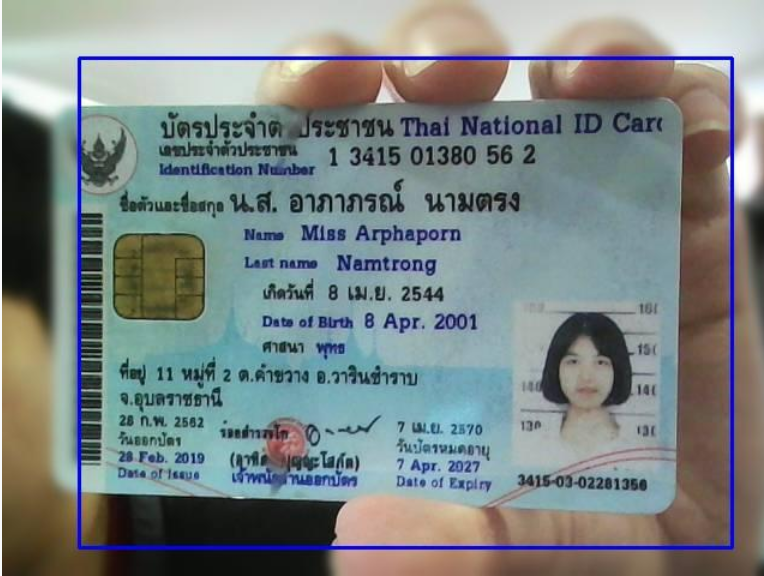 บัตรประจำต ประชาชน Thai National ID Card
เลขประจำตัวประชาชน 1 3415 01380 56 2
Identification Number
ชื่อตัวและชื่อสกุล น.ส. อาภาภรณ์ นามตรง
Name Miss Arphaporn
Last name Namtrong
เกิดวันที่ 8 เม.ย. 2544
Date of Birth 8 Apr. 2001
ศาสนา พุทธ
ที่อยู่ 11 หมู่ที่ 2 ต.คำขวาง อ.วารินชำราบ
จ.อุบลราชธานี
28 ก.พ. 2562
วันออกบัตร
28 Feb. 2019
Date of Issue
ร้อยตำรวจโท
เจ้าพนักงานออกบัตร
7 เม.ย. 2570
วันบัตรหมดอายุ
7 Apr. 2027
Date of Expiry
150
140 140
130 130
3415-03-02281356